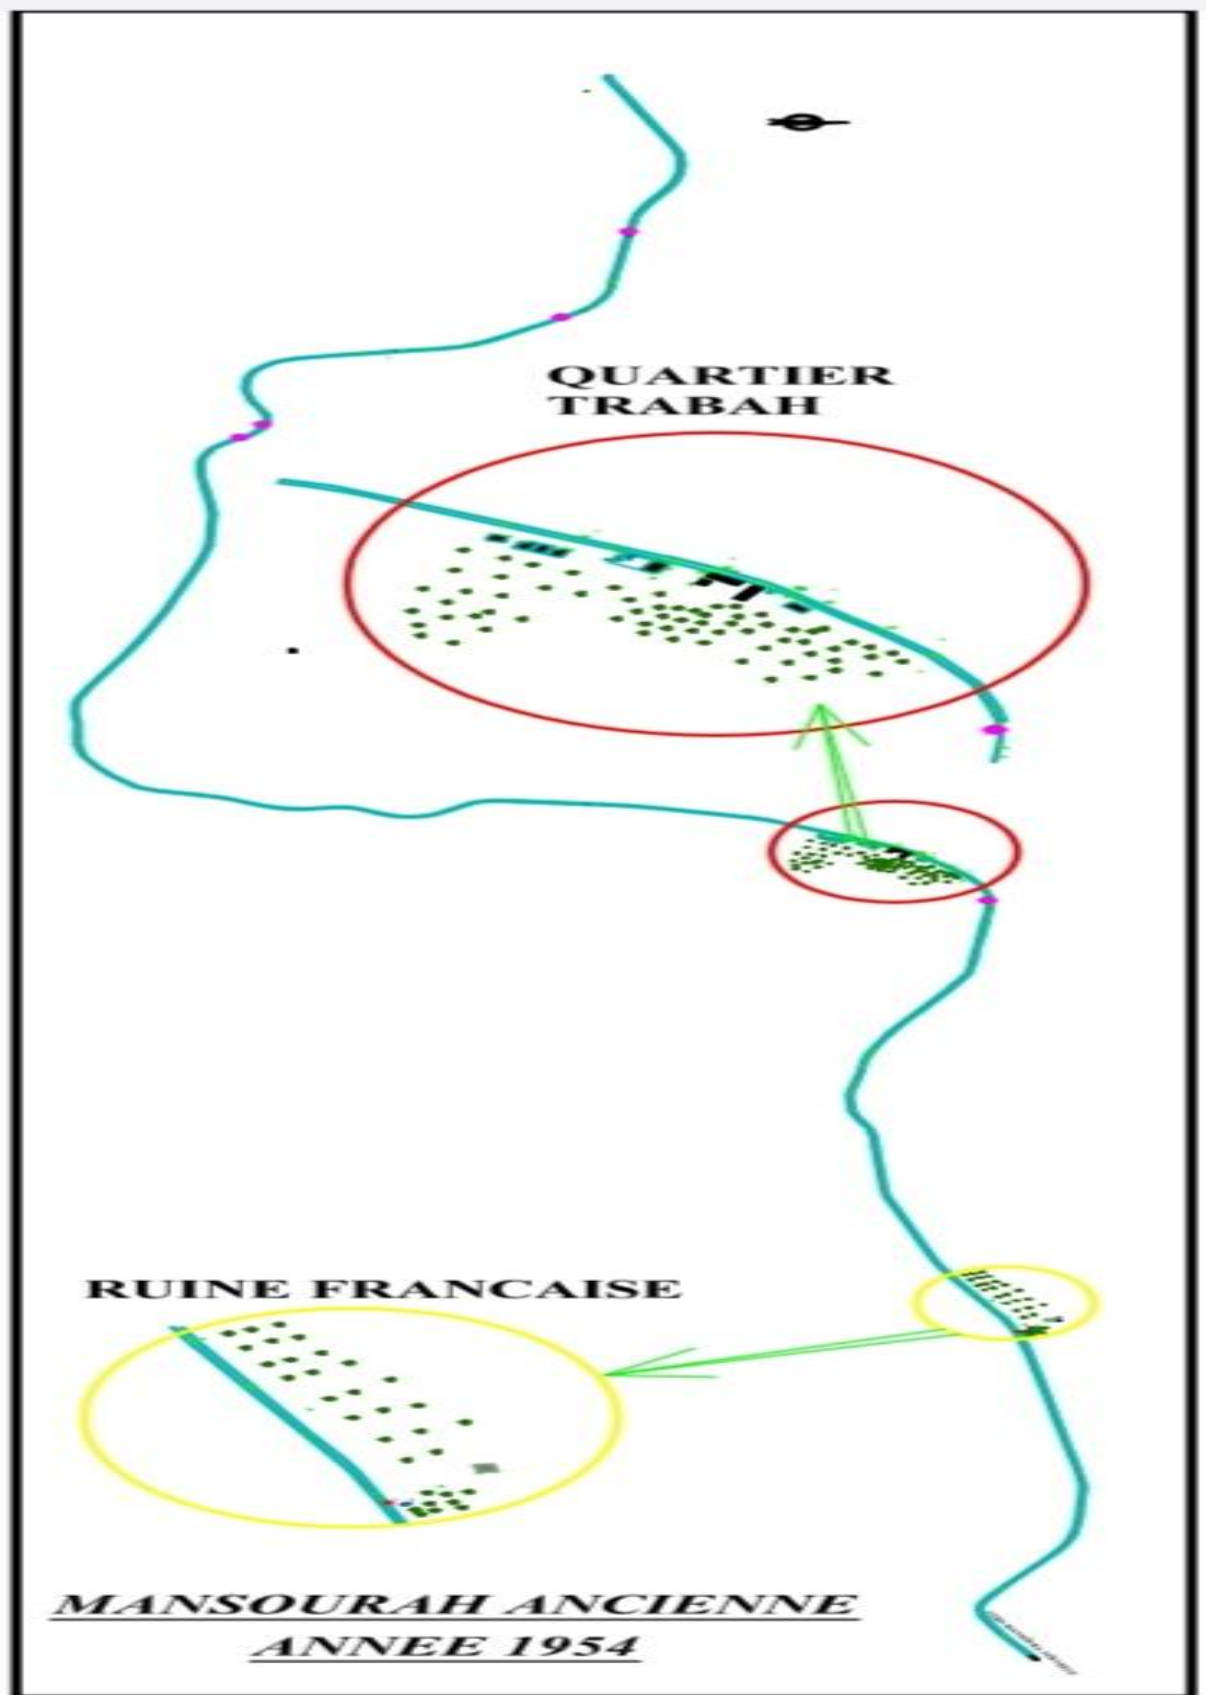 QUARTIER
TRABAH
RUINE FRANCAISE
MANSOURAH ANCIENNE
ANNEE 1954